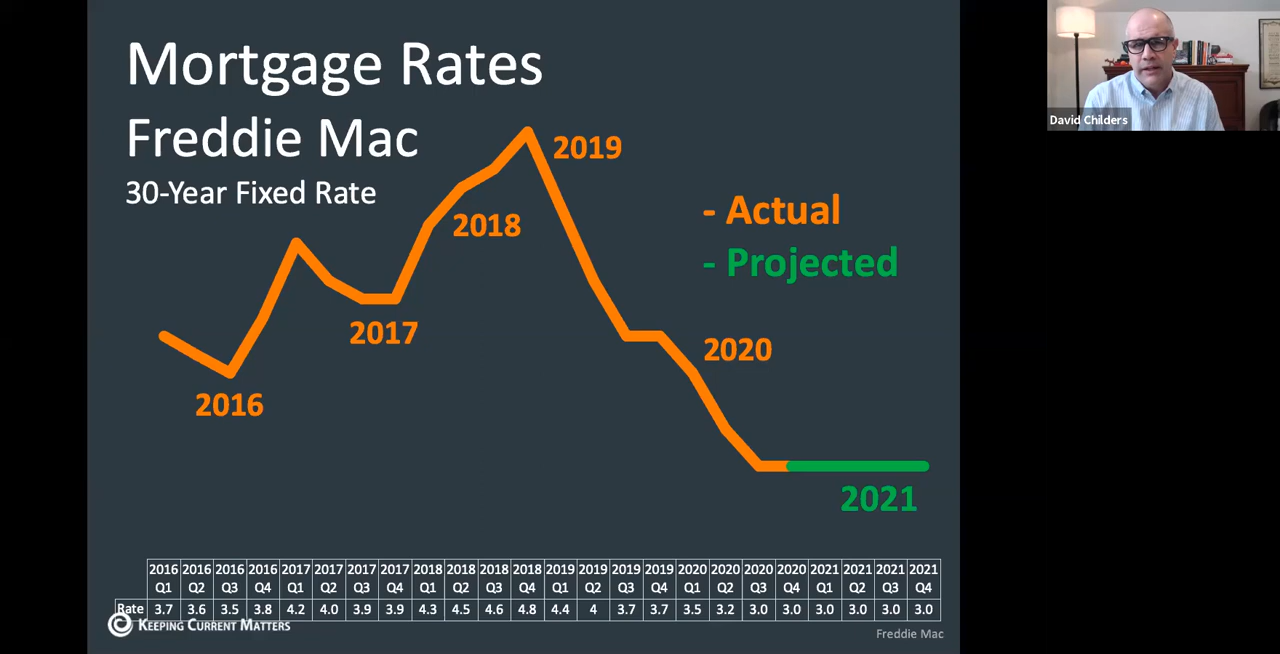 Mortgage Rates
Freddie Mac
30-Year Fixed Rate
David Childers
2019
- Actual
2018
- Projected
2017
2020
2016
2021
2016 2016 2016 2016 2017 2017 2017 2017 2018 2018 2018 2018 2019 2019 2019 2019 2020 2020 2020 2020 2021 2021 2021 2021
Q1 Q2 Q3 Q4 Q1 Q2 Q3 Q4 Q1 Q2 Q3 Q4 Q1 Q2 Q3 Q4 Q1 Q2 Q3 Q4 Q1 Q2 Q3 Q4
Rate 3.7 3.6 3.5 3.8 4.2 4.0 3.9 3.9 4.3 4.5 4.6 4.8 4.4 4 3.7 3.7 3.5 3.2 3.0 3.0 3.0 3.0 3.0 3.0
KEEPING CURRENT MATTERS
Freddie Mac